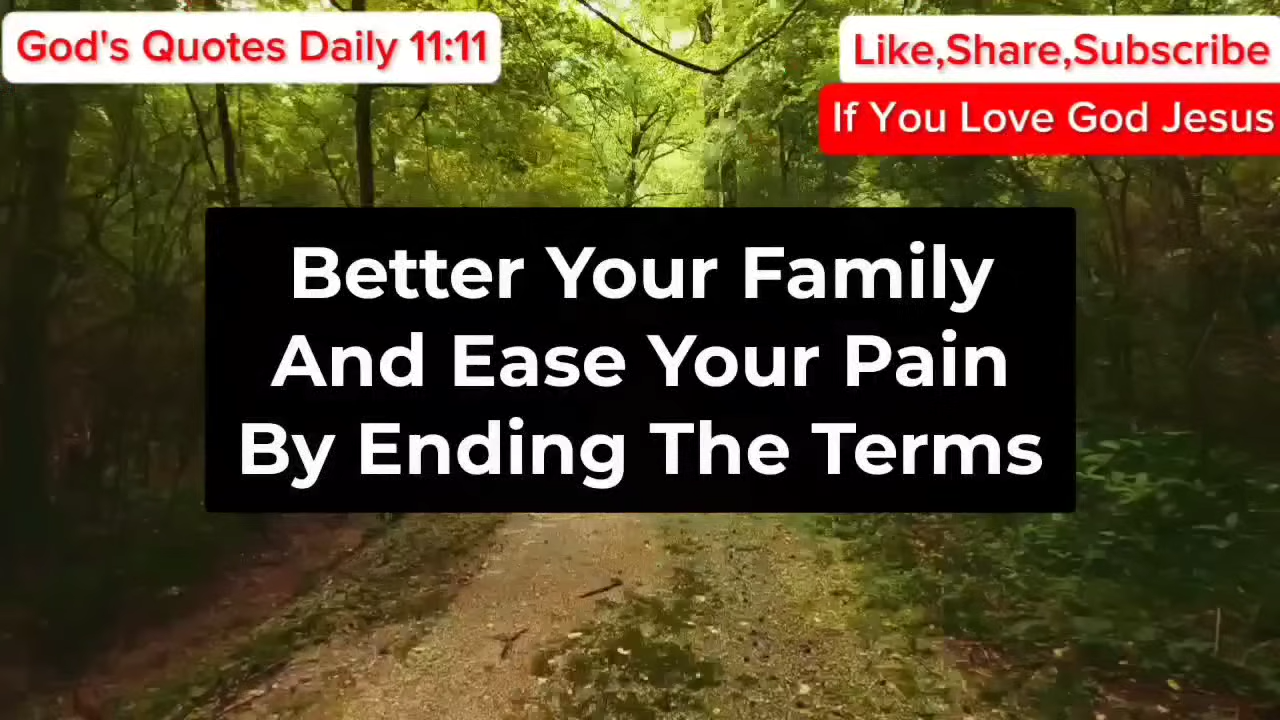 God's Quotes Daily 11:11
Like,Share,Subscribe
If You Love God Jesus
Better Your Family
And Ease Your Pain
By Ending The Terms